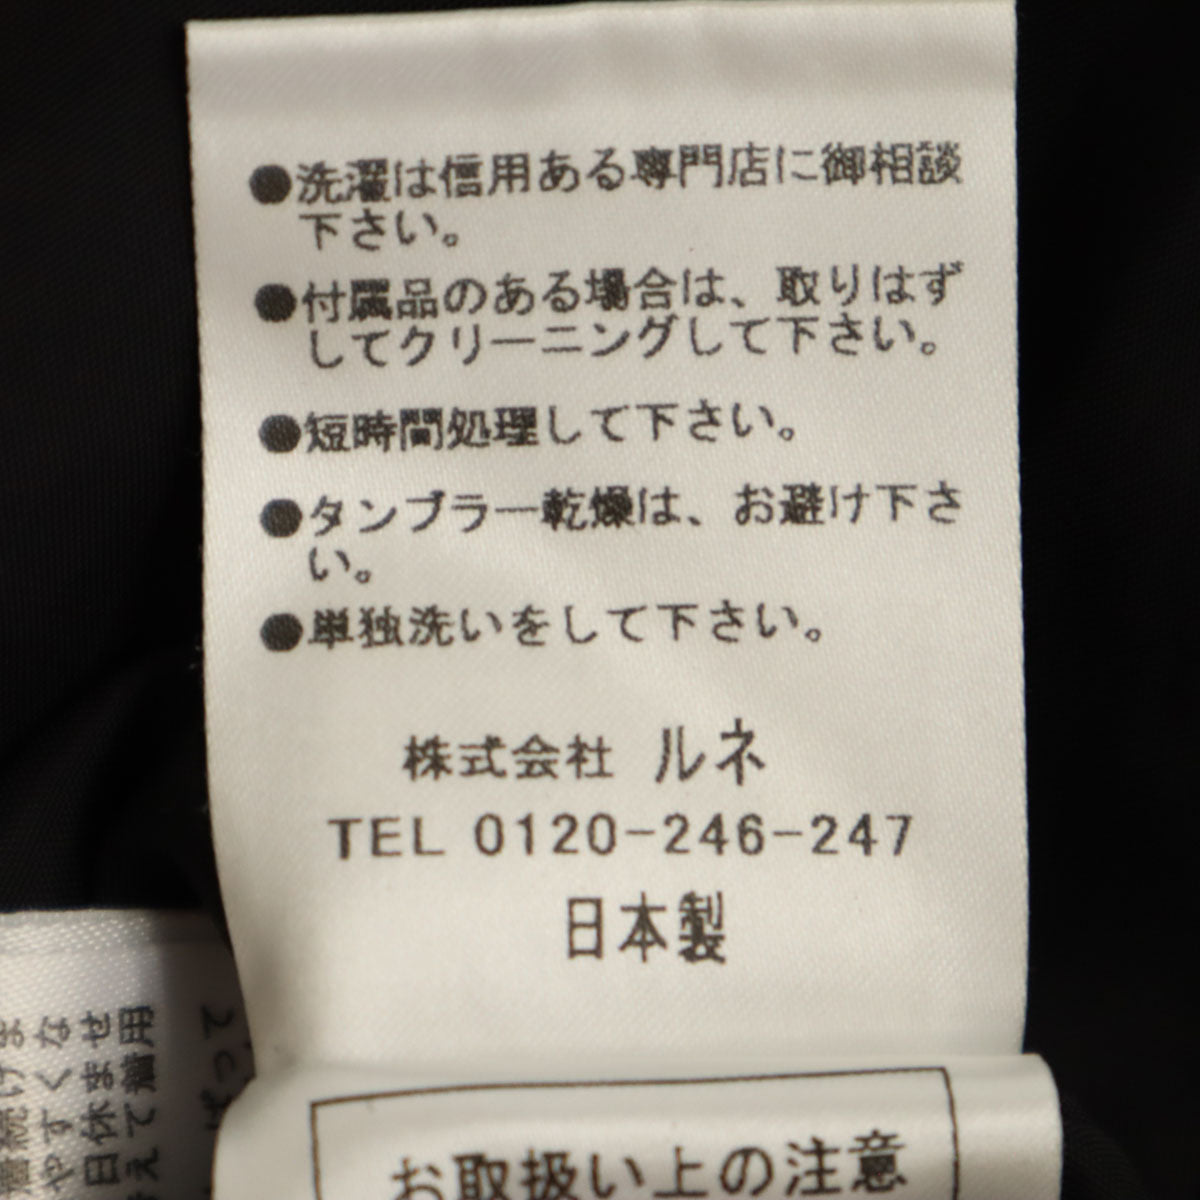 ●洗濯は信用ある専門店に御相談
下さい。
●付属品のある場合は、取りはず
してクリーニングして下さい。
●短時間処理して下さい。
●タンブラー乾燥は、お避け下さ
い。
●単独洗いをして下さい。
株式会社 ルネ
TEL 0120-246-247
日本製
お取扱い上の注意